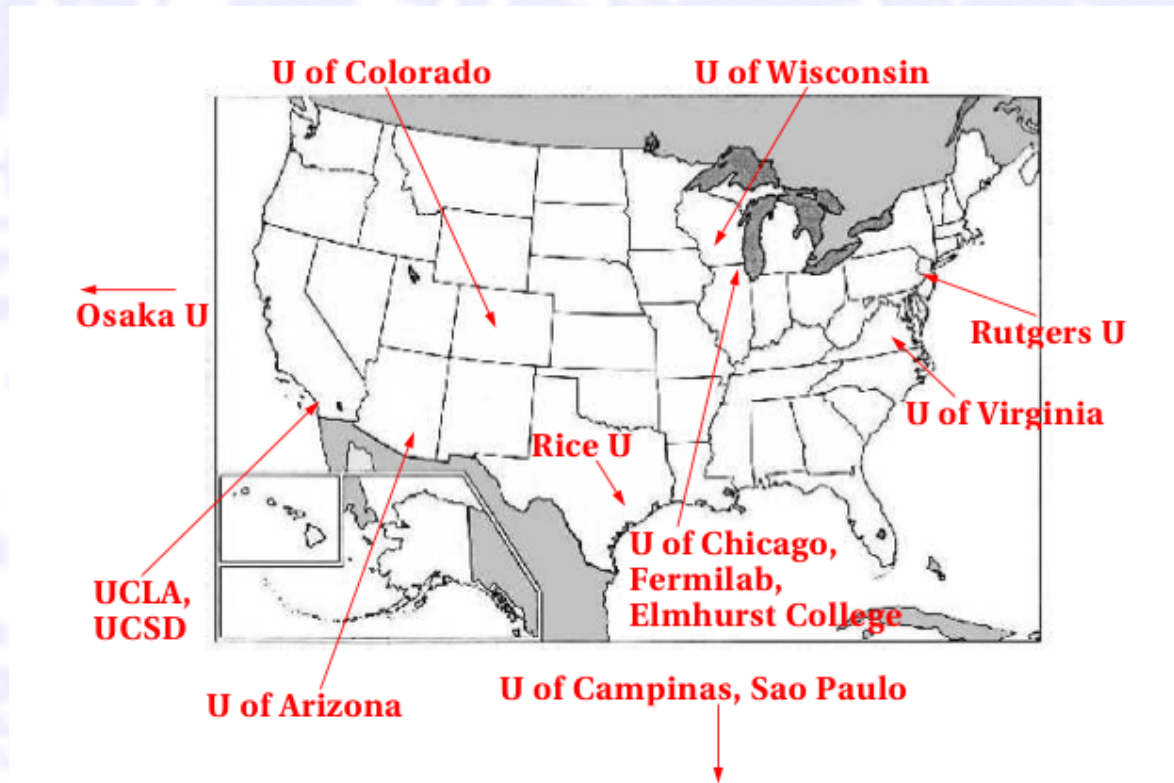 U of Colorado
U of Wisconsin
Osaka U
Rutgers U
U of Virginia
Rice U
U of Chicago,
Fermilab,
Elmhurst College
UCLA,
UCSD
U of Arizona
U of Campinas, Sao Paulo